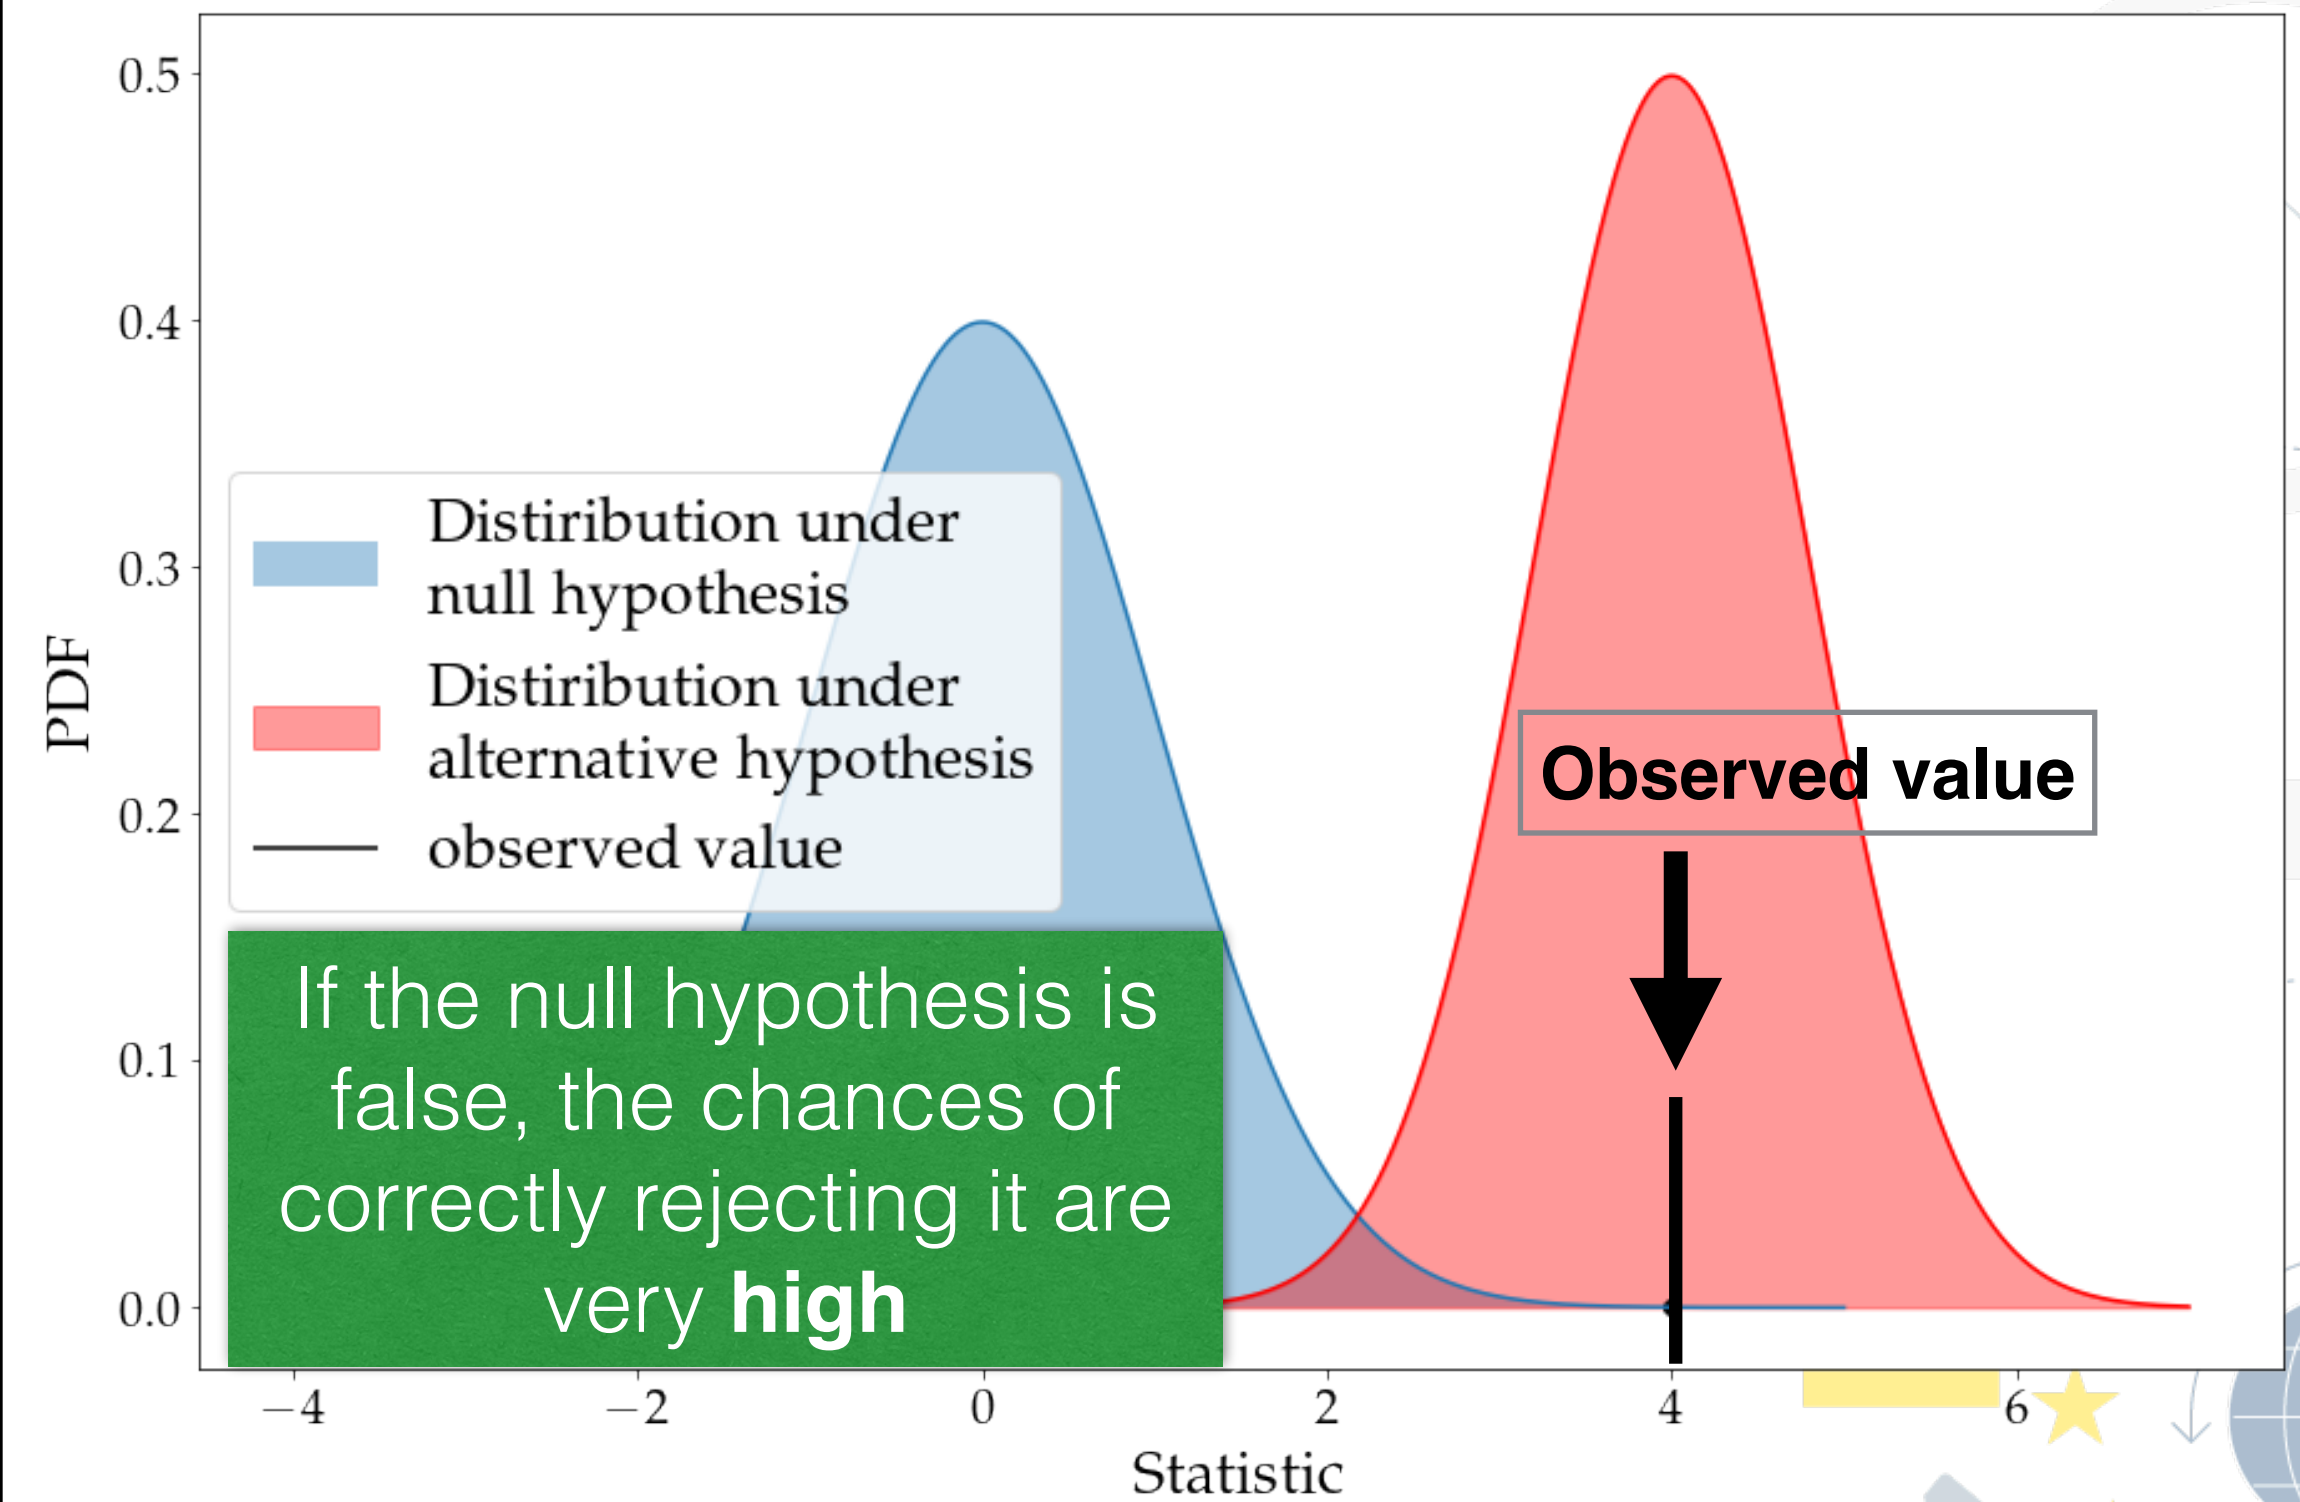 0.5
0.4
0.3
0.2
0.1
0.0
PDF
Distiribution under
null hypothesis
Distiribution under
alternative hypothesis
observed value
Observed value
If the null hypothesis is
false, the chances of
correctly rejecting it are
very high
−4
−2
0
2
4
6
Statistic